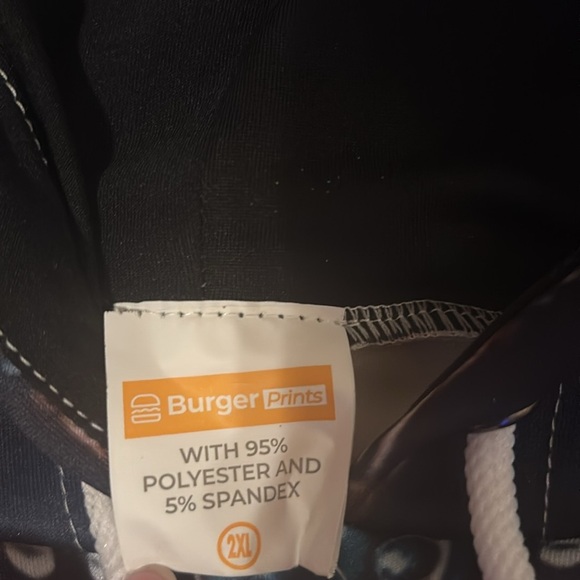 Burger Prints
WITH 95%
POLYESTER AND
5% SPANDEX
2XL